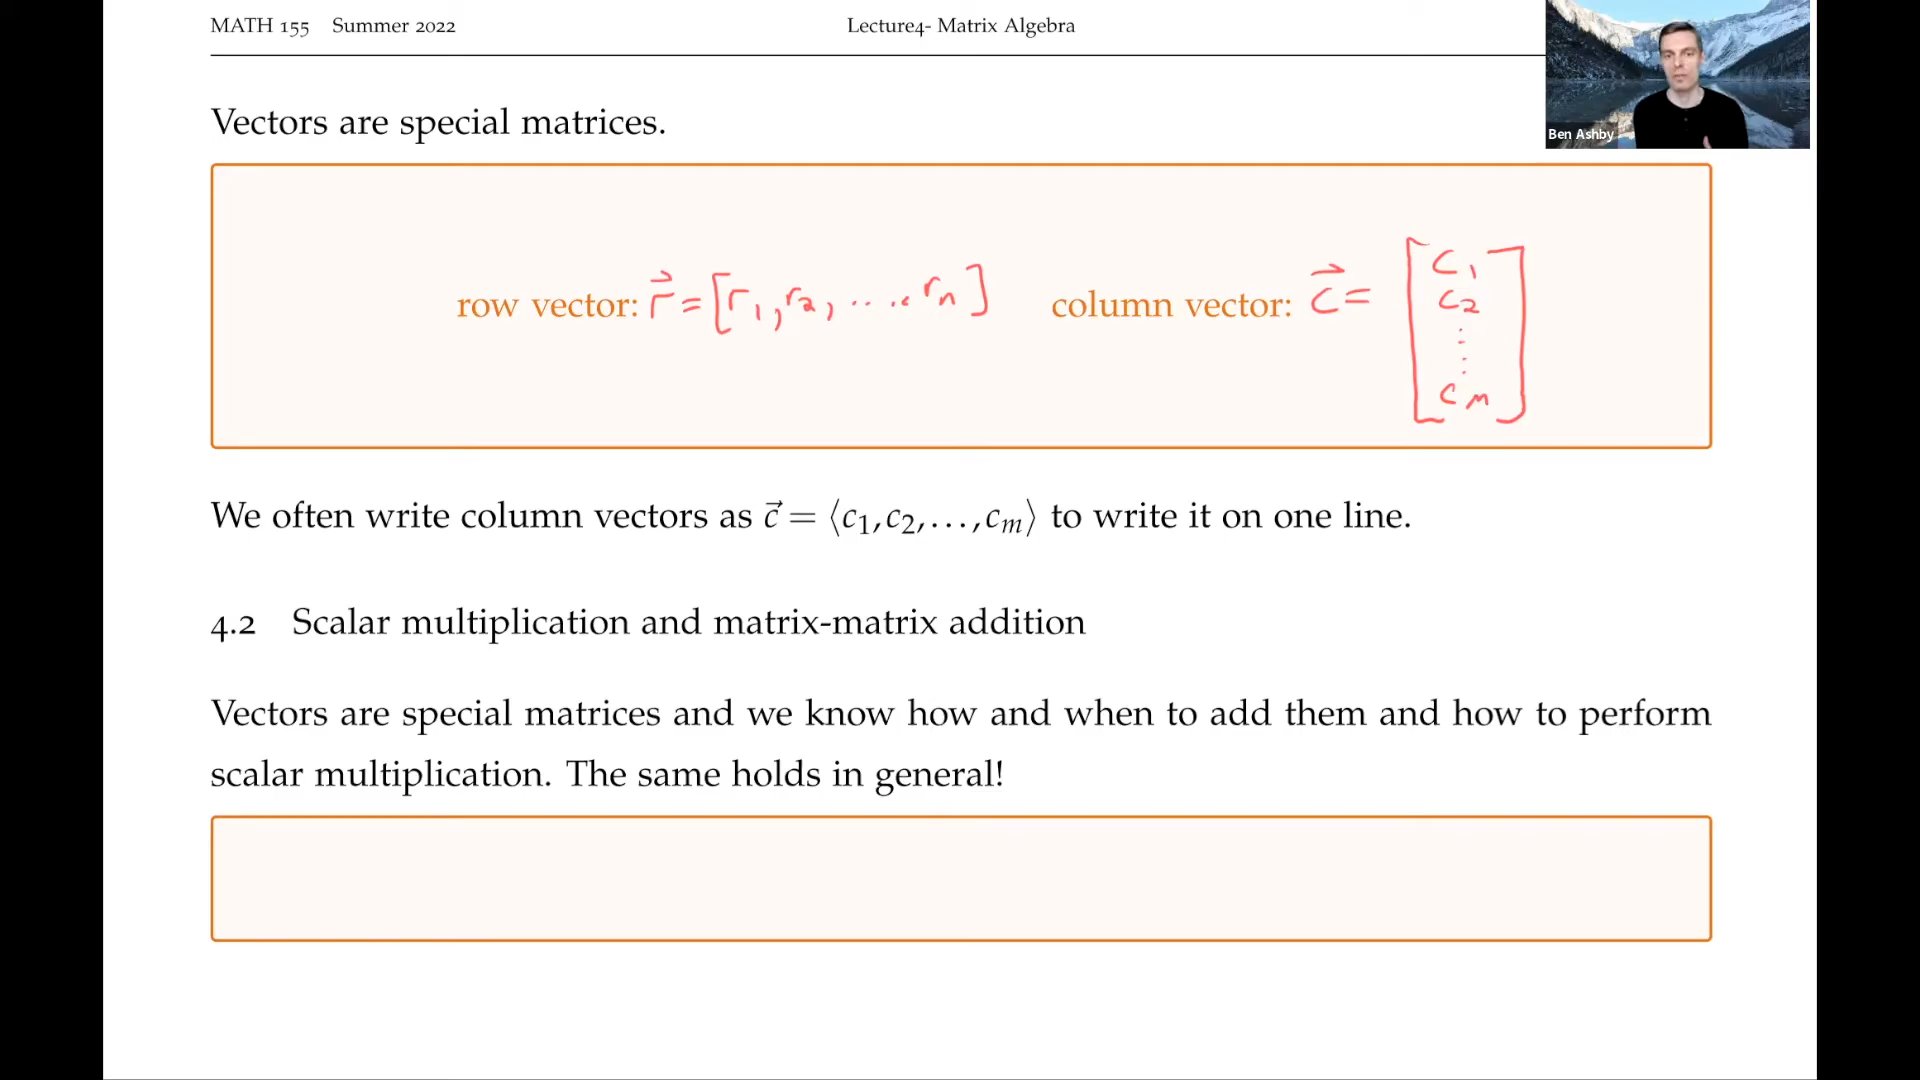 MATH 155 Summer 2022 Lecture4- Matrix Algebra
Ben Ashby
Vectors are special matrices.
row vector: r⃗ = [r₁, r₂, ...., rₙ] column vector: c⃗ = [c₁
c₂
⋮
cₘ]
We often write column vectors as c⃗ = ⟨c₁, c₂, . . . , cₘ⟩ to write it on one line.
4.2 Scalar multiplication and matrix-matrix addition
Vectors are special matrices and we know how and when to add them and how to perform
scalar multiplication. The same holds in general!